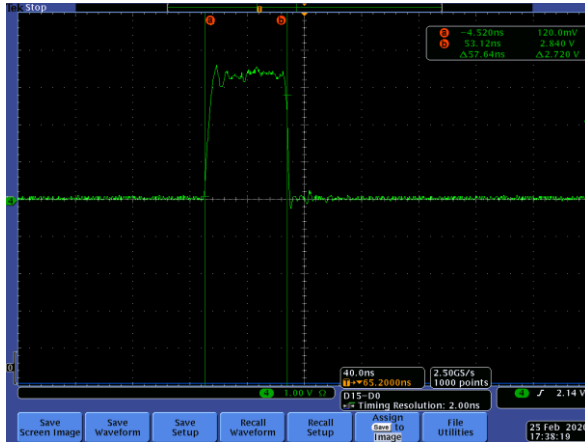 Stop
a
b
a −4.520ns 120.0mV
b 53.12ns 2.840 V
Δ57.64ns Δ2.720 V
4
4 1.00 V Ω
40.0ns
T→▾65.2000ns
2.50GS/s
1000 points
4 ʃ 2.14 V
D15-D0
Timing Resolution: 2.00ns
Save
Screen Image
Save
Waveform
Save
Setup
Recall
Waveform
Recall
Setup
Assign
Save to
Image
File
Utilities
25 Feb
17:38:19